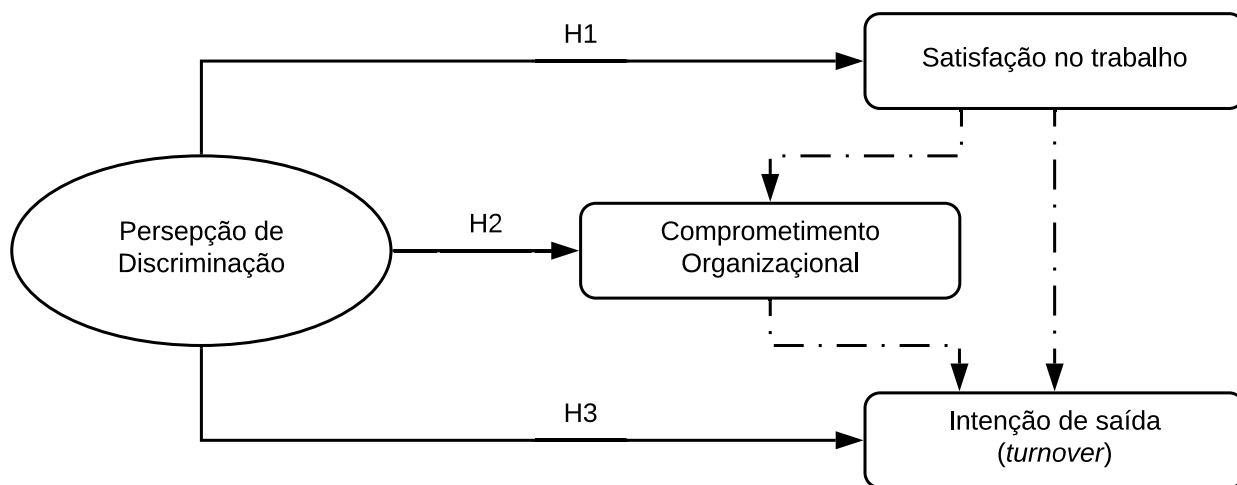 H1
Satisfação no trabalho
Persepção de
Discriminação
H2
Comprometimento
Organizaçional
H3
Intenção de saída
(turnover)